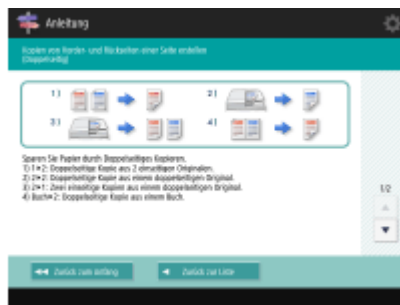 Anleitung
Kopien von Vorder- und Rückseiten einer Seite erstellen
(Doppelseitig)
1)
2)
3)
4)
Sparen Sie Papier durch Doppelseitiges Kopieren.
1) 1▸2: Doppelseitige Kopie aus 2 einseitigen Originalen.
2) 2▸2: Doppelseitige Kopie aus einem doppelseitigen Original.
3) 2▸1: Zwei einseitige Kopien aus einem doppelseitigen Original.
4) Buch▸2: Doppelseitige Kopie aus einem Buch.
1/2
Zurück zum Anfang
Zurück zur Liste